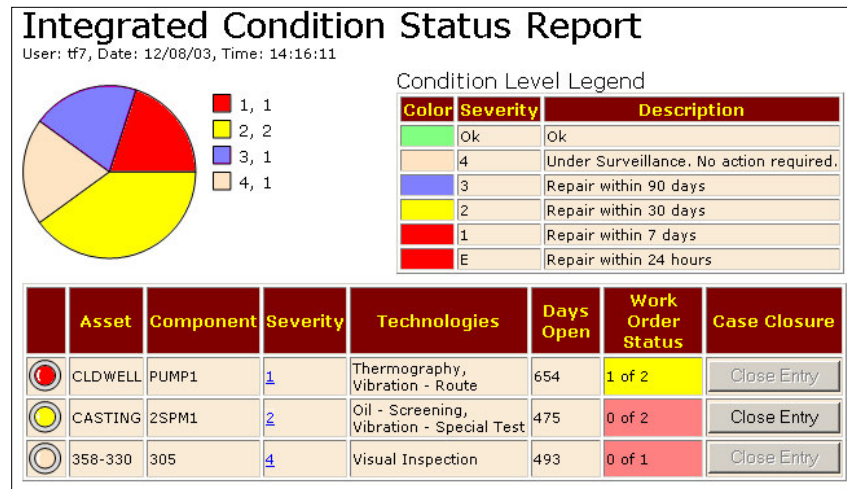 Integrated Condition Status Report
User: tf7, Date: 12/08/03, Time: 14:16:11
1, 1
2, 2
3, 1
4, 1
Condition Level Legend
Color Severity Description
Ok Ok
4 Under Surveillance. No action required.
3 Repair within 90 days
2 Repair within 30 days
1 Repair within 7 days
E Repair within 24 hours
Asset Component Severity Technologies Days Open Work Order Status Case Closure
CLDWELL PUMP1 1 Thermography, Vibration - Route 654 1 of 2 Close Entry
CASTING 2SPM1 2 Oil - Screening, Vibration - Special Test 475 0 of 2 Close Entry
358-330 305 4 Visual Inspection 493 0 of 1 Close Entry